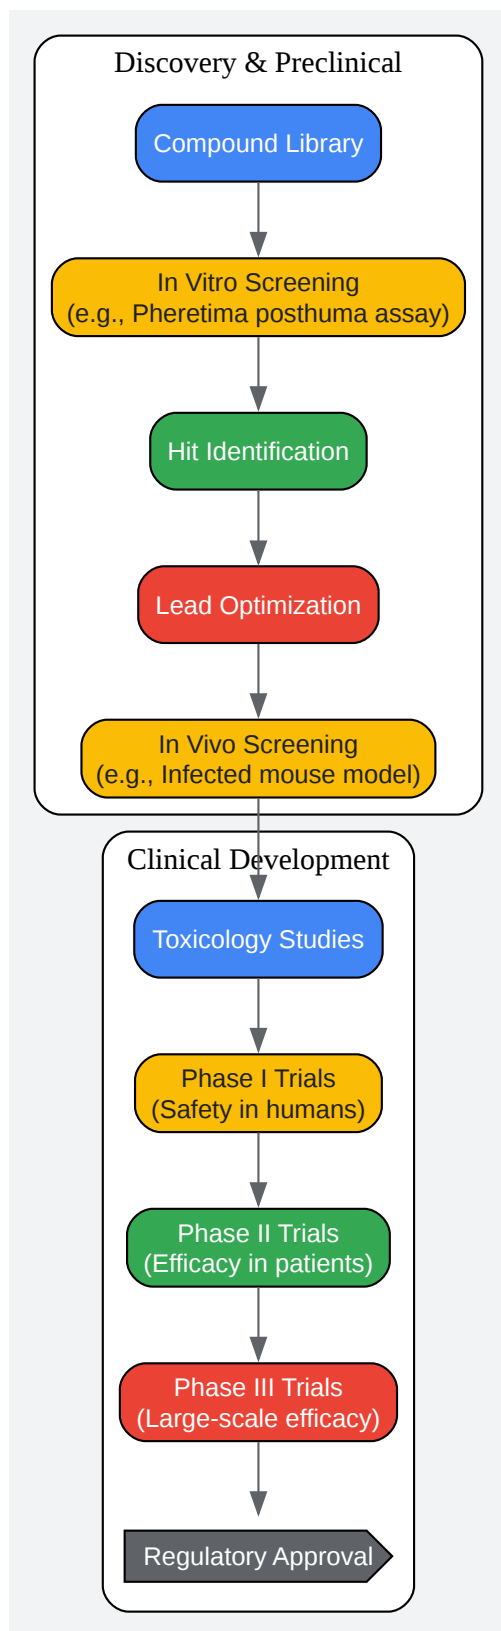 Discovery & Preclinical
Compound Library
In Vitro Screening
(e.g., Pheretima posthuma assay)
Hit Identification
Lead Optimization
In Vivo Screening
(e.g., Infected mouse model)
Clinical Development
Toxicology Studies
Phase I Trials
(Safety in humans)
Phase II Trials
(Efficacy in patients)
Phase III Trials
(Large-scale efficacy)
Regulatory Approval